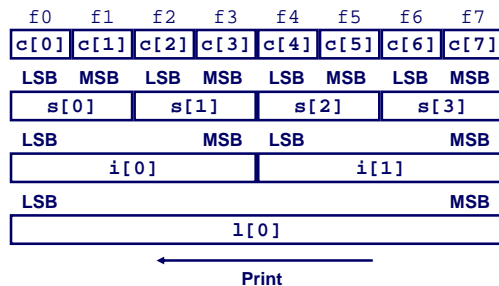 f0 f1 f2 f3 f4 f5 f6 f7
c[0] c[1] c[2] c[3] c[4] c[5] c[6] c[7]
LSB MSB LSB MSB LSB MSB LSB MSB
s[0] s[1] s[2] s[3]
LSB MSB LSB MSB
i[0] i[1]
LSB MSB
l[0]
Print